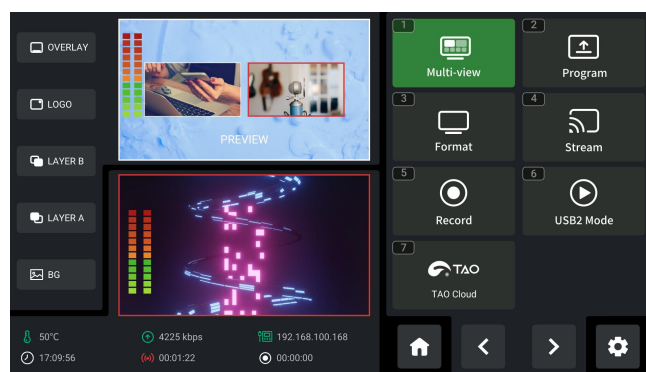 OVERLAY
LOGO
LAYER B
LAYER A
BG
PREVIEW
50°C
4225 kbps
192.168.100.168
17:09:56
00:01:22
00:00:00
1
Multi-view
2
Program
3
Format
4
Stream
5
Record
6
USB2 Mode
7
TAO
TAO Cloud